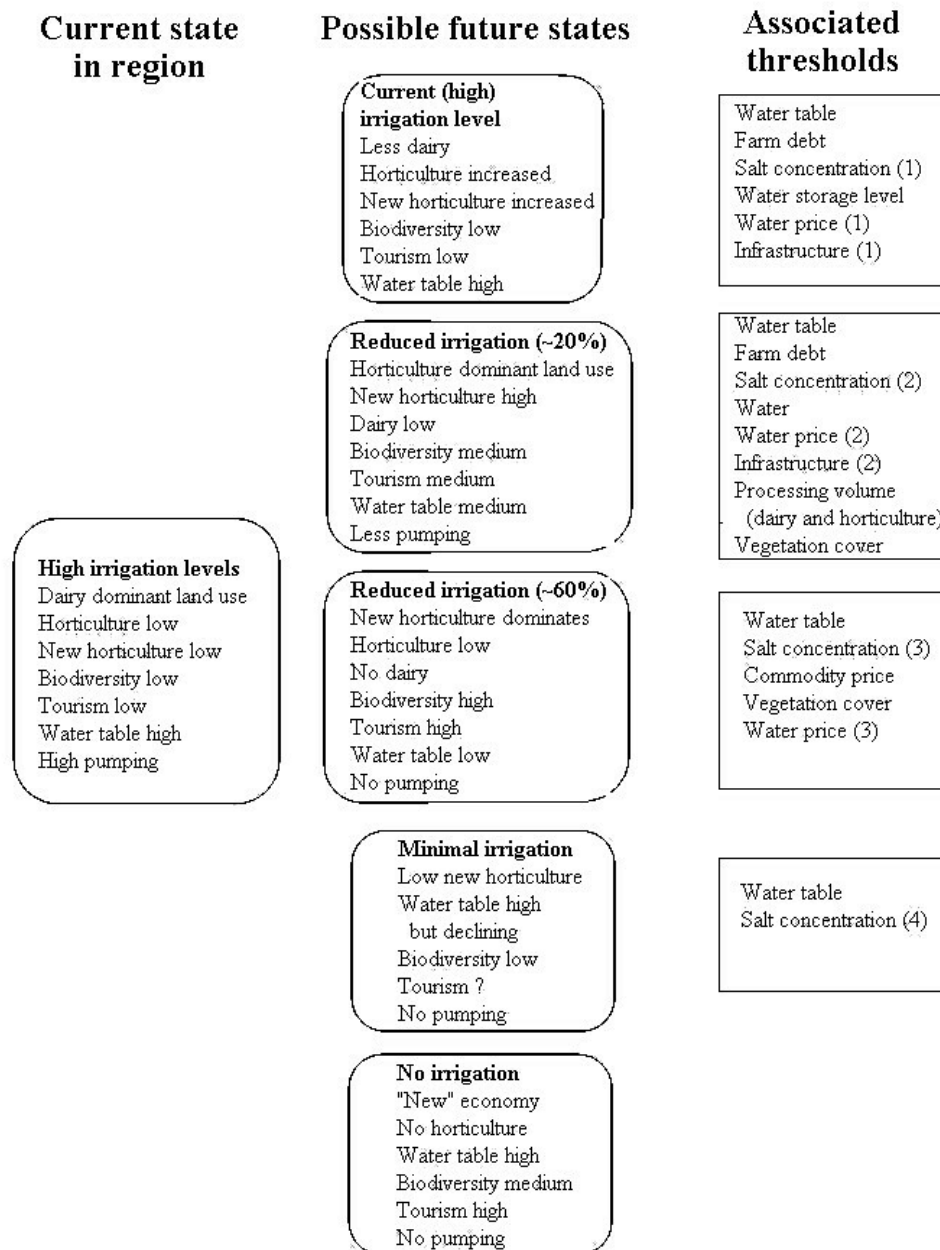 Current state
in region
Possible future states
Associated
thresholds
Current (high)
irrigation level
Less dairy
Horticulture increased
New horticulture increased
Biodiversity low
Tourism low
Water table high
Water table
Farm debt
Salt concentration (1)
Water storage level
Water price (1)
Infrastructure (1)
Reduced irrigation (~20%)
Horticulture dominant land use
New horticulture high
Dairy low
Biodiversity medium
Tourism medium
Water table medium
Less pumping
Water table
Farm debt
Salt concentration (2)
Water
Water price (2)
Infrastructure (2)
Processing volume
(dairy and horticulture)
Vegetation cover
High irrigation levels
Dairy dominant land use
Horticulture low
New horticulture low
Biodiversity low
Tourism low
Water table high
High pumping
Reduced irrigation (~60%)
New horticulture dominates
Horticulture low
No dairy
Biodiversity high
Tourism high
Water table low
No pumping
Water table
Salt concentration (3)
Commodity price
Vegetation cover
Water price (3)
Minimal irrigation
Low new horticulture
Water table high
but declining
Biodiversity low
Tourism ?
No pumping
Water table
Salt concentration (4)
No irrigation
"New" economy
No horticulture
Water table high
Biodiversity medium
Tourism high
No pumping